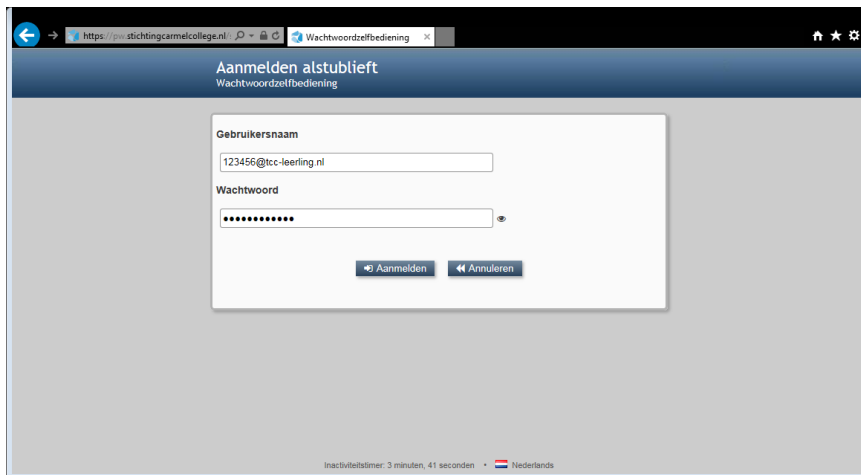 https://pw.stichtingcarmelcollege.nl/
Wachtwoordzelfbediening
Aanmelden alstublieft
Wachtwoordzelfbediening
Gebruikersnaam
123456@tcc-leerling.nl
Wachtwoord
••••••••••••
Aanmelden
Annuleren
Inactiviteitstimer: 3 minuten, 41 seconden • Nederlands